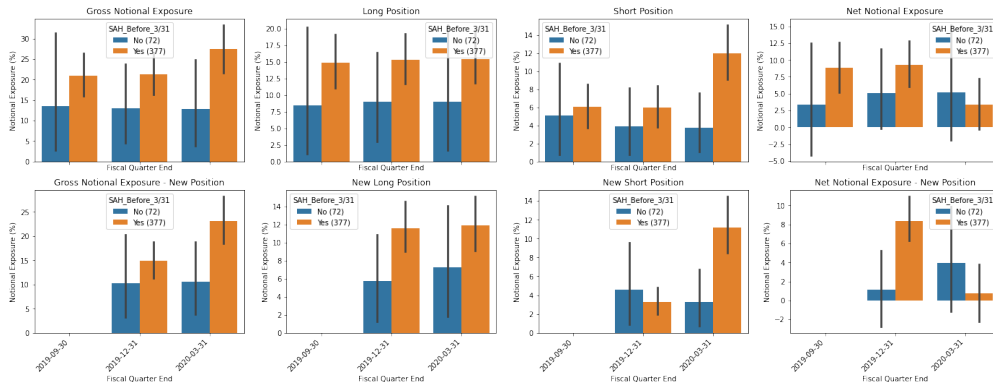 Gross Notional Exposure
Notional Exposure (%)
30
25
20
15
10
5
0
SAH_Before_3/31
No (72)
Yes (377)
Fiscal Quarter End
Long Position
Notional Exposure (%)
20.0
17.5
15.0
12.5
10.0
7.5
5.0
2.5
0.0
SAH_Before_3/31
No (72)
Yes (377)
Fiscal Quarter End
Short Position
Notional Exposure (%)
14
12
10
8
6
4
2
0
SAH_Before_3/31
No (72)
Yes (377)
Fiscal Quarter End
Net Notional Exposure
Notional Exposure (%)
15.0
12.5
10.0
7.5
5.0
2.5
0.0
−2.5
−5.0
SAH_Before_3/31
No (72)
Yes (377)
Fiscal Quarter End
Gross Notional Exposure - New Position
Notional Exposure (%)
25
20
15
10
5
0
SAH_Before_3/31
No (72)
Yes (377)
2019-09-30
2019-12-31
2020-03-31
Fiscal Quarter End
New Long Position
Notional Exposure (%)
14
12
10
8
6
4
2
0
SAH_Before_3/31
No (72)
Yes (377)
2019-09-30
2019-12-31
2020-03-31
Fiscal Quarter End
New Short Position
Notional Exposure (%)
14
12
10
8
6
4
2
0
SAH_Before_3/31
No (72)
Yes (377)
2019-09-30
2019-12-31
2020-03-31
Fiscal Quarter End
Net Notional Exposure - New Position
Notional Exposure (%)
10
8
6
4
2
0
−2
SAH_Before_3/31
No (72)
Yes (377)
2019-09-30
2019-12-31
2020-03-31
Fiscal Quarter End